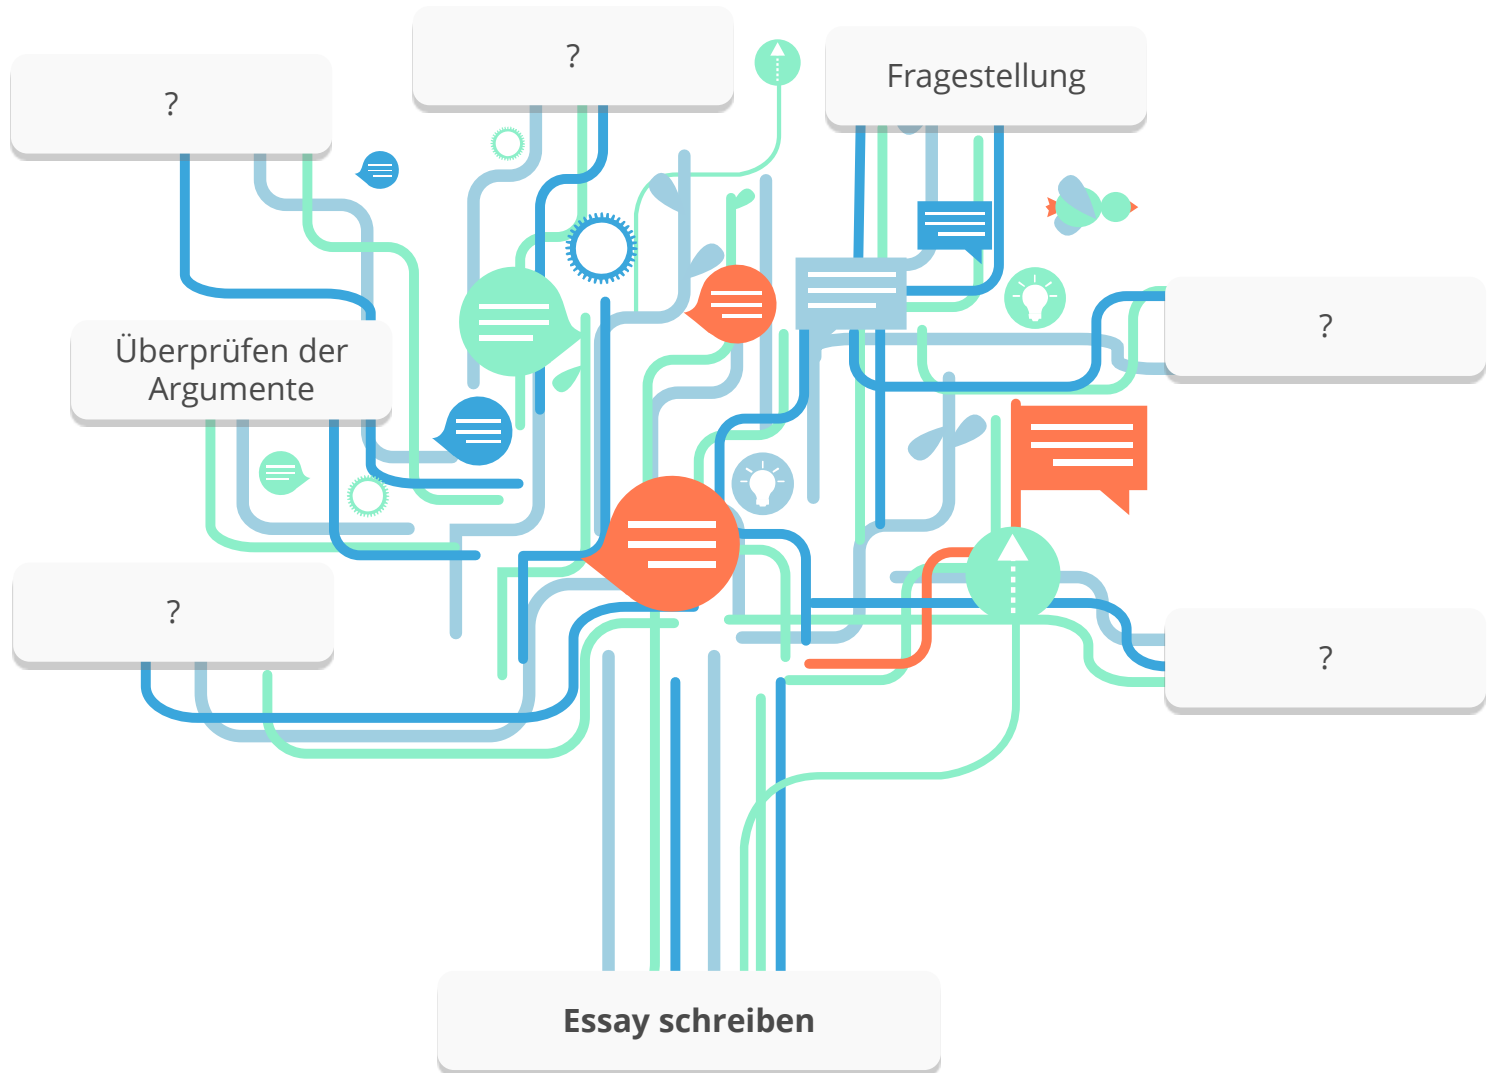 ?
?
Fragestellung
?
Überprüfen der
Argumente
?
?
Essay schreiben